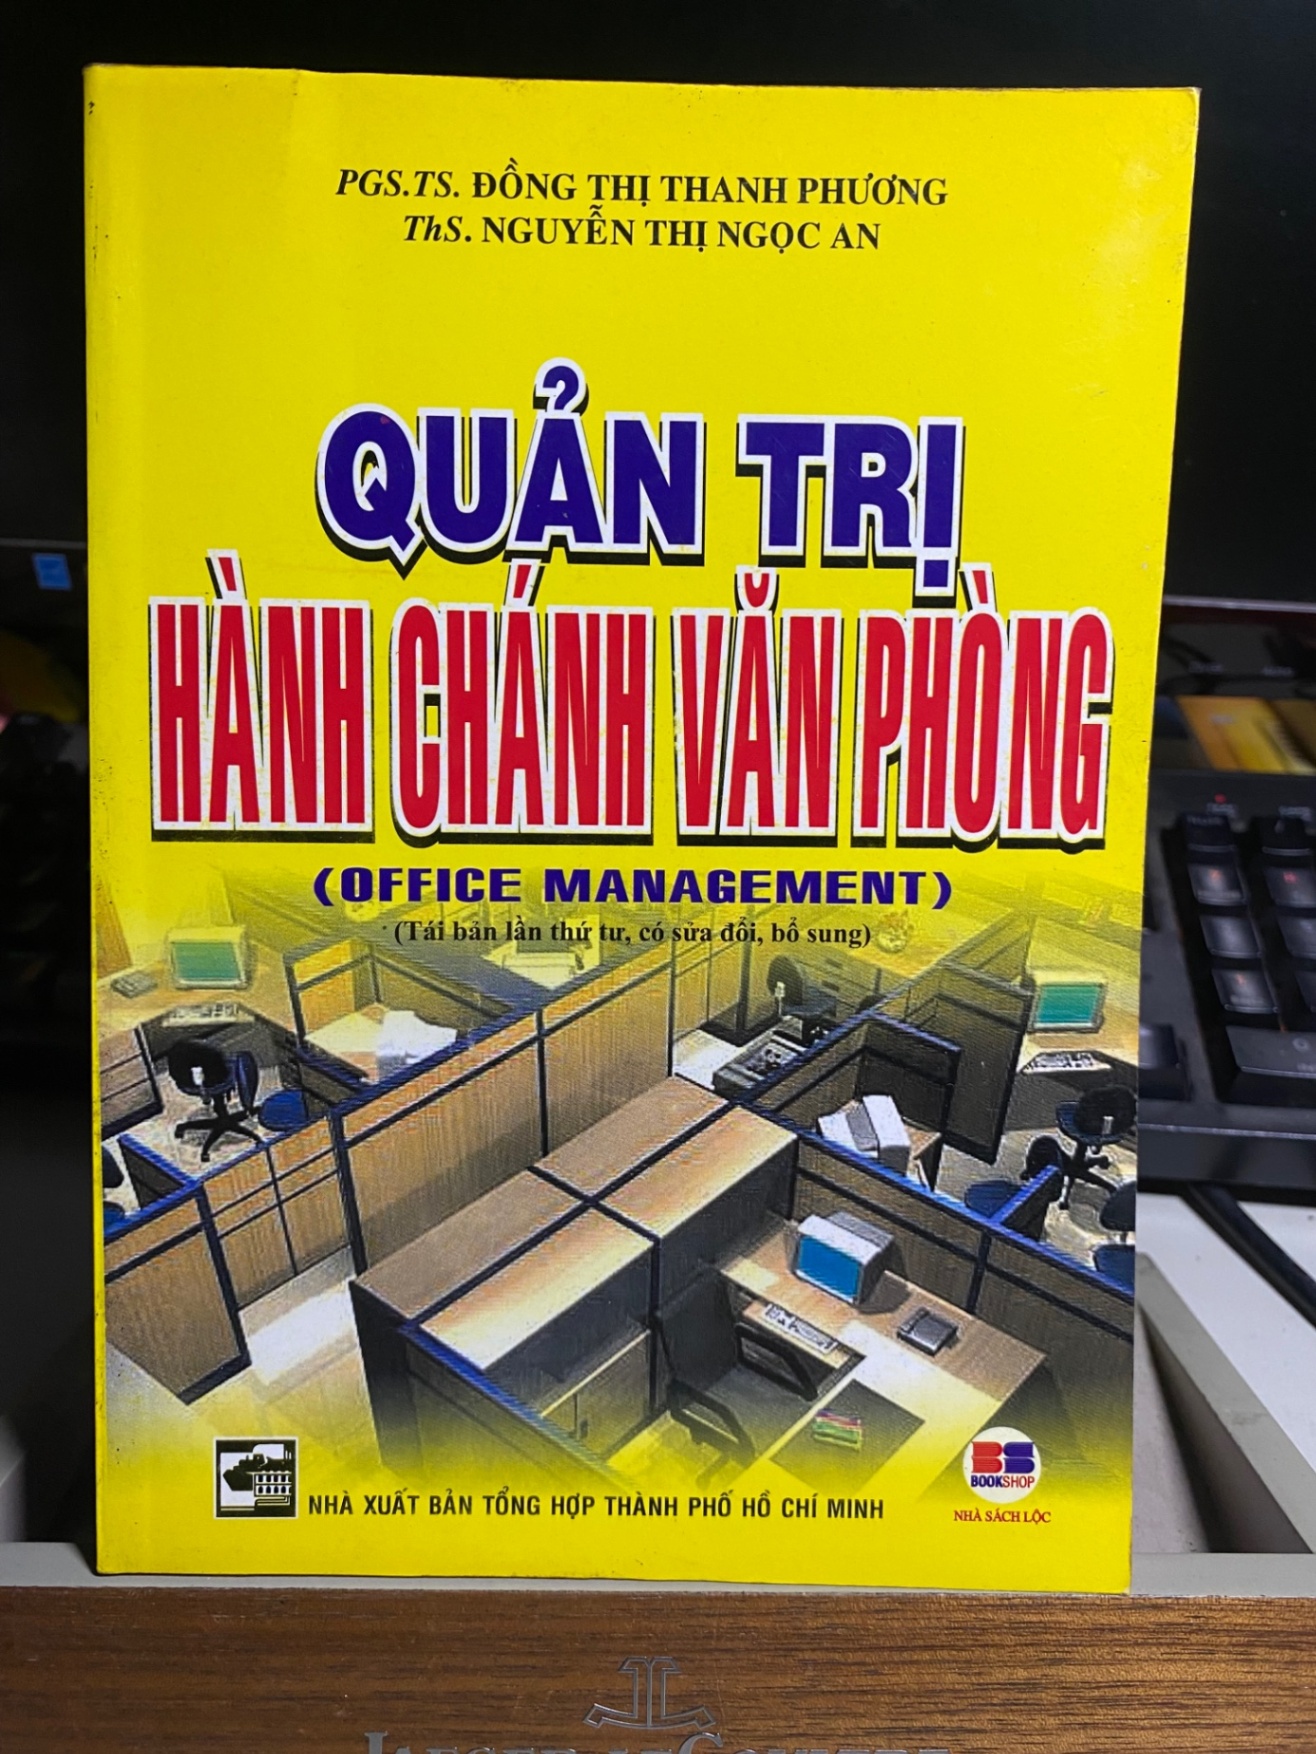 PGS.TS. ĐỒNG THỊ THANH PHƯƠNG
ThS. NGUYỄN THỊ NGỌC AN
QUẢN TRỊ
HÀNH CHÁNH VĂN PHÒNG
(OFFICE MANAGEMENT)
(Tái bản lần thứ tư, có sửa đổi, bổ sung)
NHÀ XUẤT BẢN TỔNG HỢP THÀNH PHỐ HỒ CHÍ MINH
BS
BOOKSHOP
NHÀ SÁCH LỘC